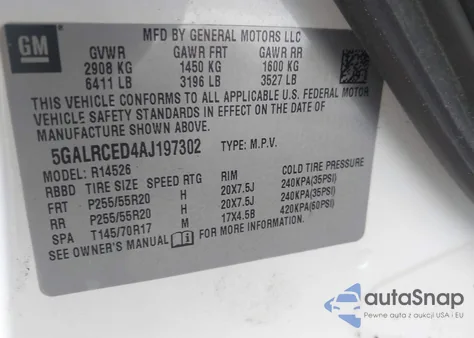 GM
MFD BY GENERAL MOTORS LLC
GVWR GAWR FRT GAWR RR
2908 KG 1450 KG 1600 KG
6411 LB 3196 LB 3527 LB
THIS VEHICLE CONFORMS TO ALL APPLICABLE U.S. FEDERAL MOTOR
VEHICLE SAFETY STANDARDS IN EFFECT ON THE DATE OF
MANUFACTURE SHOWN ABOVE.
5GALRCED4AJ197302 TYPE: M.P.V.
MODEL: R14526
RBBD TIRE SIZE SPEED RTG RIM COLD TIRE PRESSURE
FRT P255/55R20 H 20X7.5J 240KPA(35PSI)
RR P255/55R20 H 20X7.5J 240KPA(35PSI)
SPA T145/70R17 M 17X4.5B 420KPA(60PSI)
SEE OWNER'S MANUAL FOR MORE INFORMATION.
autoSnap
Pewne auta z aukcji USA i EU